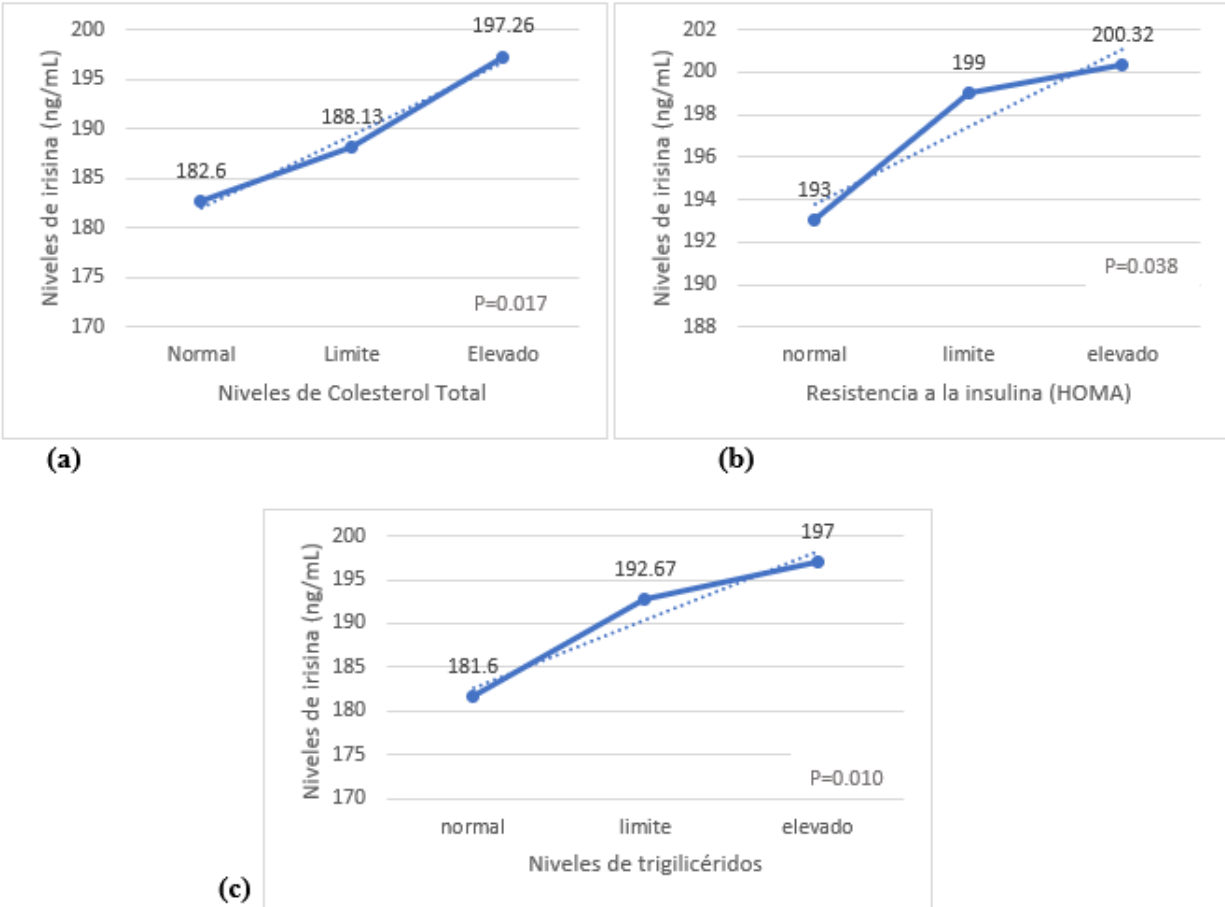 200
195
190
185
180
175
170
Niveles de irisina (ng/mL)
182.6
188.13
197.26
P=0.017
Normal Limite Elevado
Niveles de Colesterol Total
(a)
202
200
198
196
194
192
190
188
Niveles de irisina (ng/mL)
193
199
200.32
P=0.038
normal limite elevado
Resistencia a la insulina (HOMA)
(b)
200
195
190
185
180
175
170
Niveles de irisina (ng/mL)
181.6
192.67
197
P=0.010
normal limite elevado
Niveles de trigilicéridos
(c)